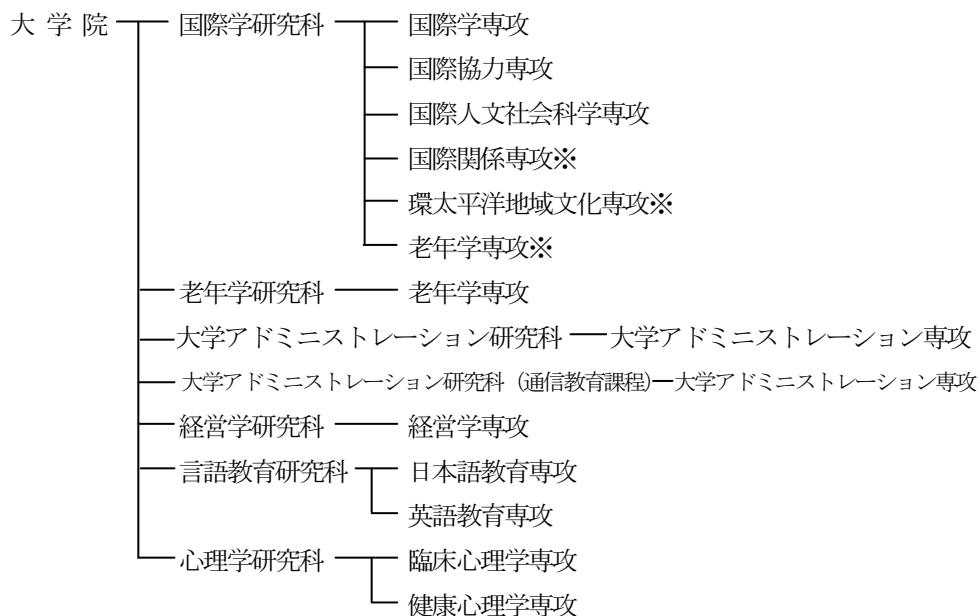 大 学 院 国際学研究科 国際学専攻
国際協力専攻
国際人文社会科学専攻
国際関係専攻※
環太平洋地域文化専攻※
老年学専攻※
老年学研究科 老年学専攻
大学アドミニストレーション研究科 大学アドミニストレーション専攻
大学アドミニストレーション研究科 (通信教育課程) 大学アドミニストレーション専攻
経営学研究科 経営学専攻
言語教育研究科 日本語教育専攻
英語教育専攻
心理学研究科 臨床心理学専攻
健康心理学専攻